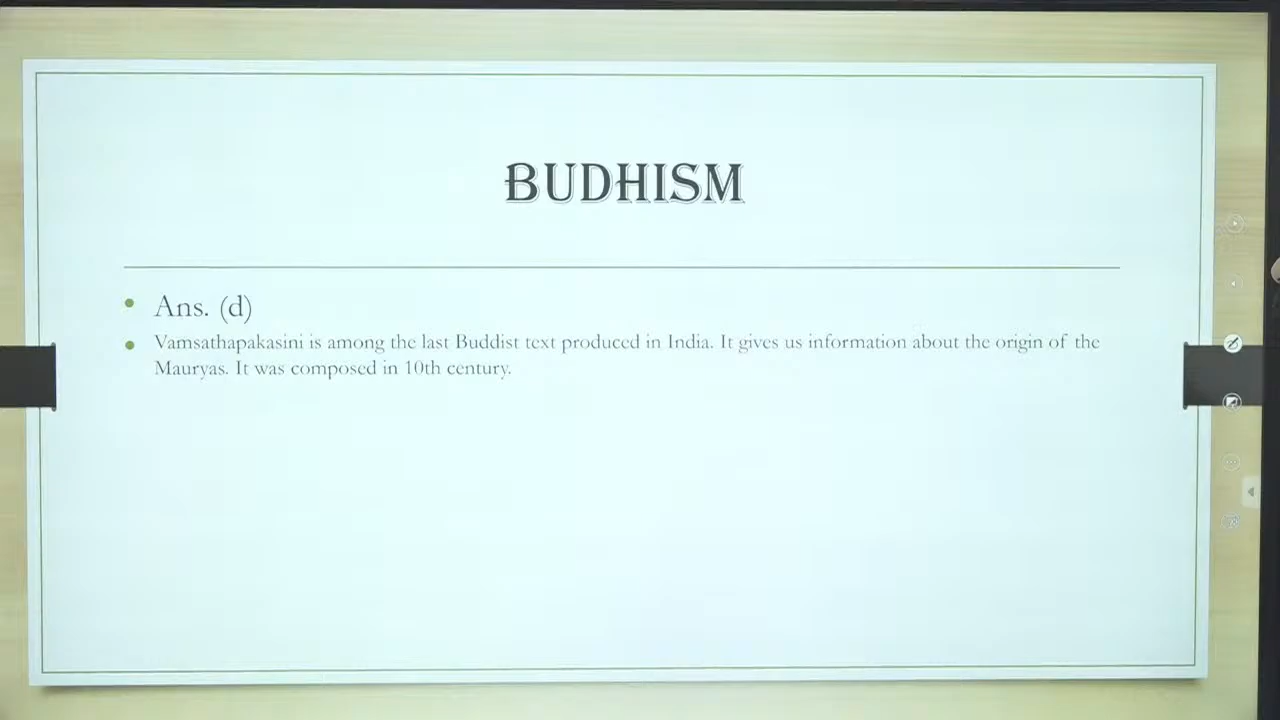 BUDHISM
Ans. (d)
Vamsathapakasini is among the last Buddist text produced in India. It gives us information about the origin of the
Mauryas. It was composed in 10th century.